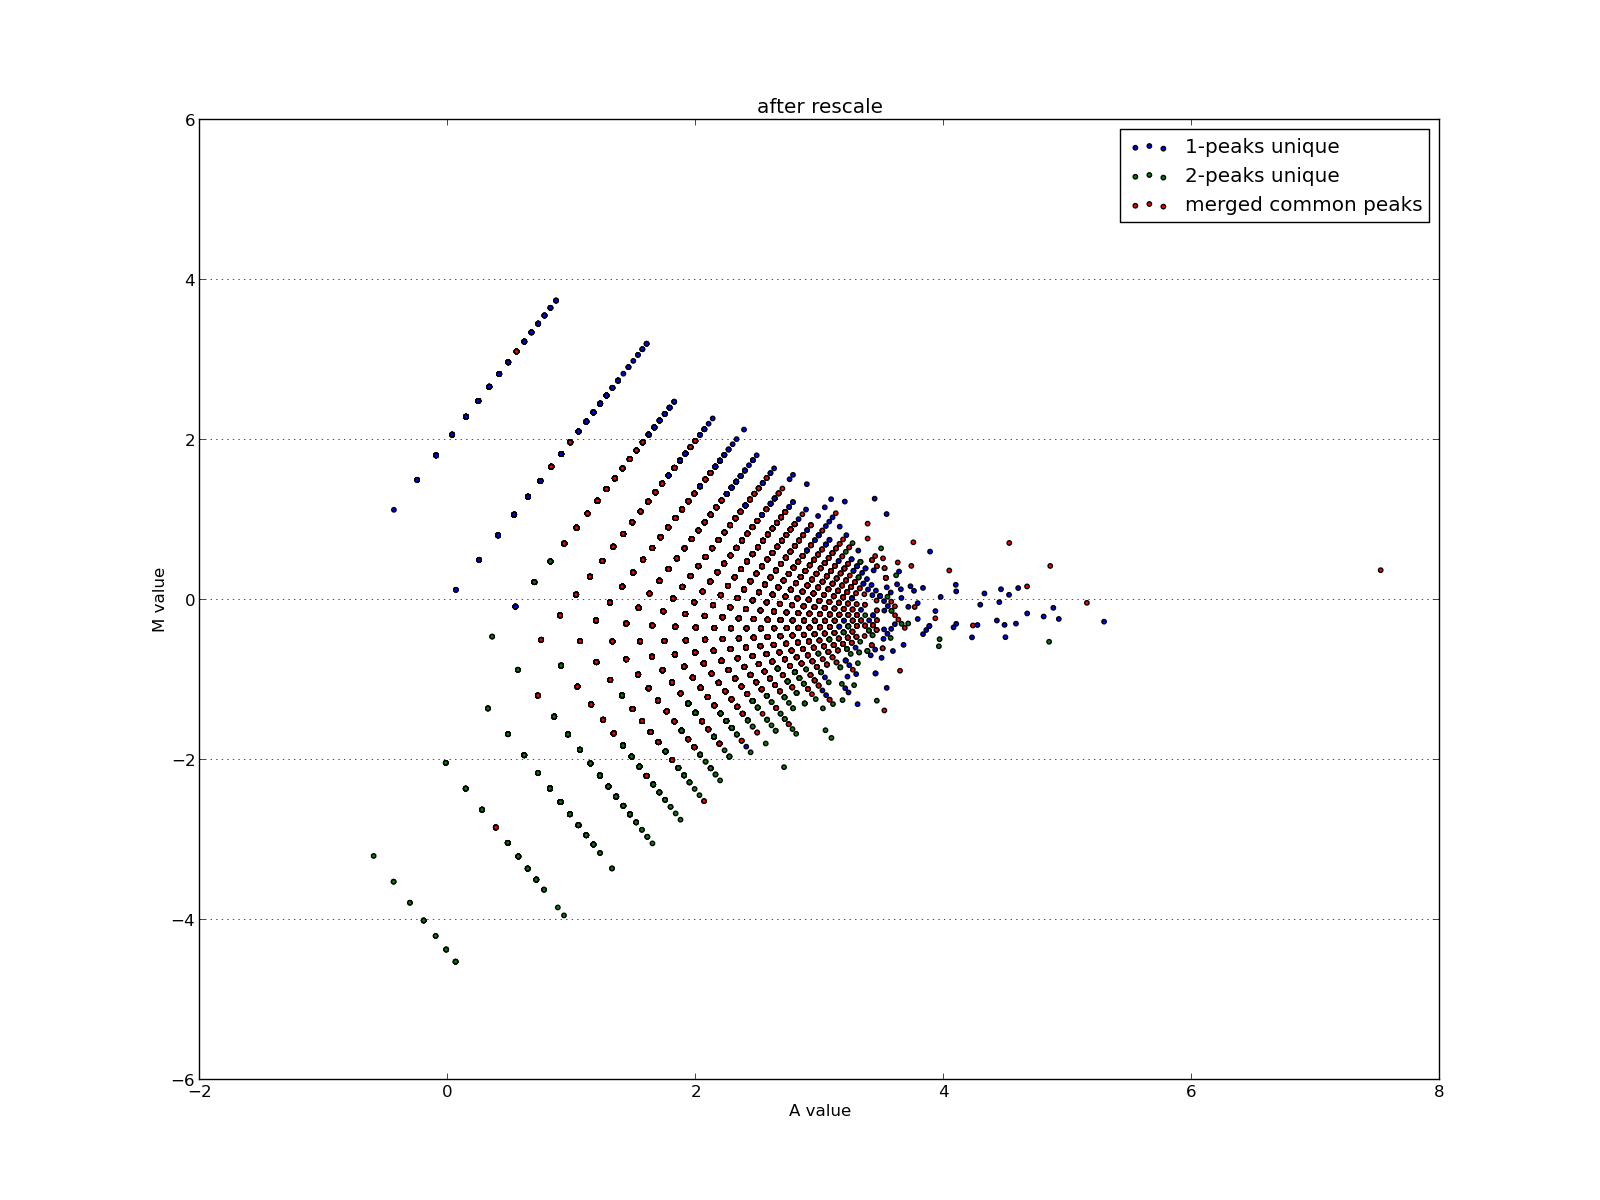 after rescale
1-peaks unique
2-peaks unique
merged common peaks
6
4
2
0
−2
−4
−6
M value
−2
0
2
4
6
8
A value